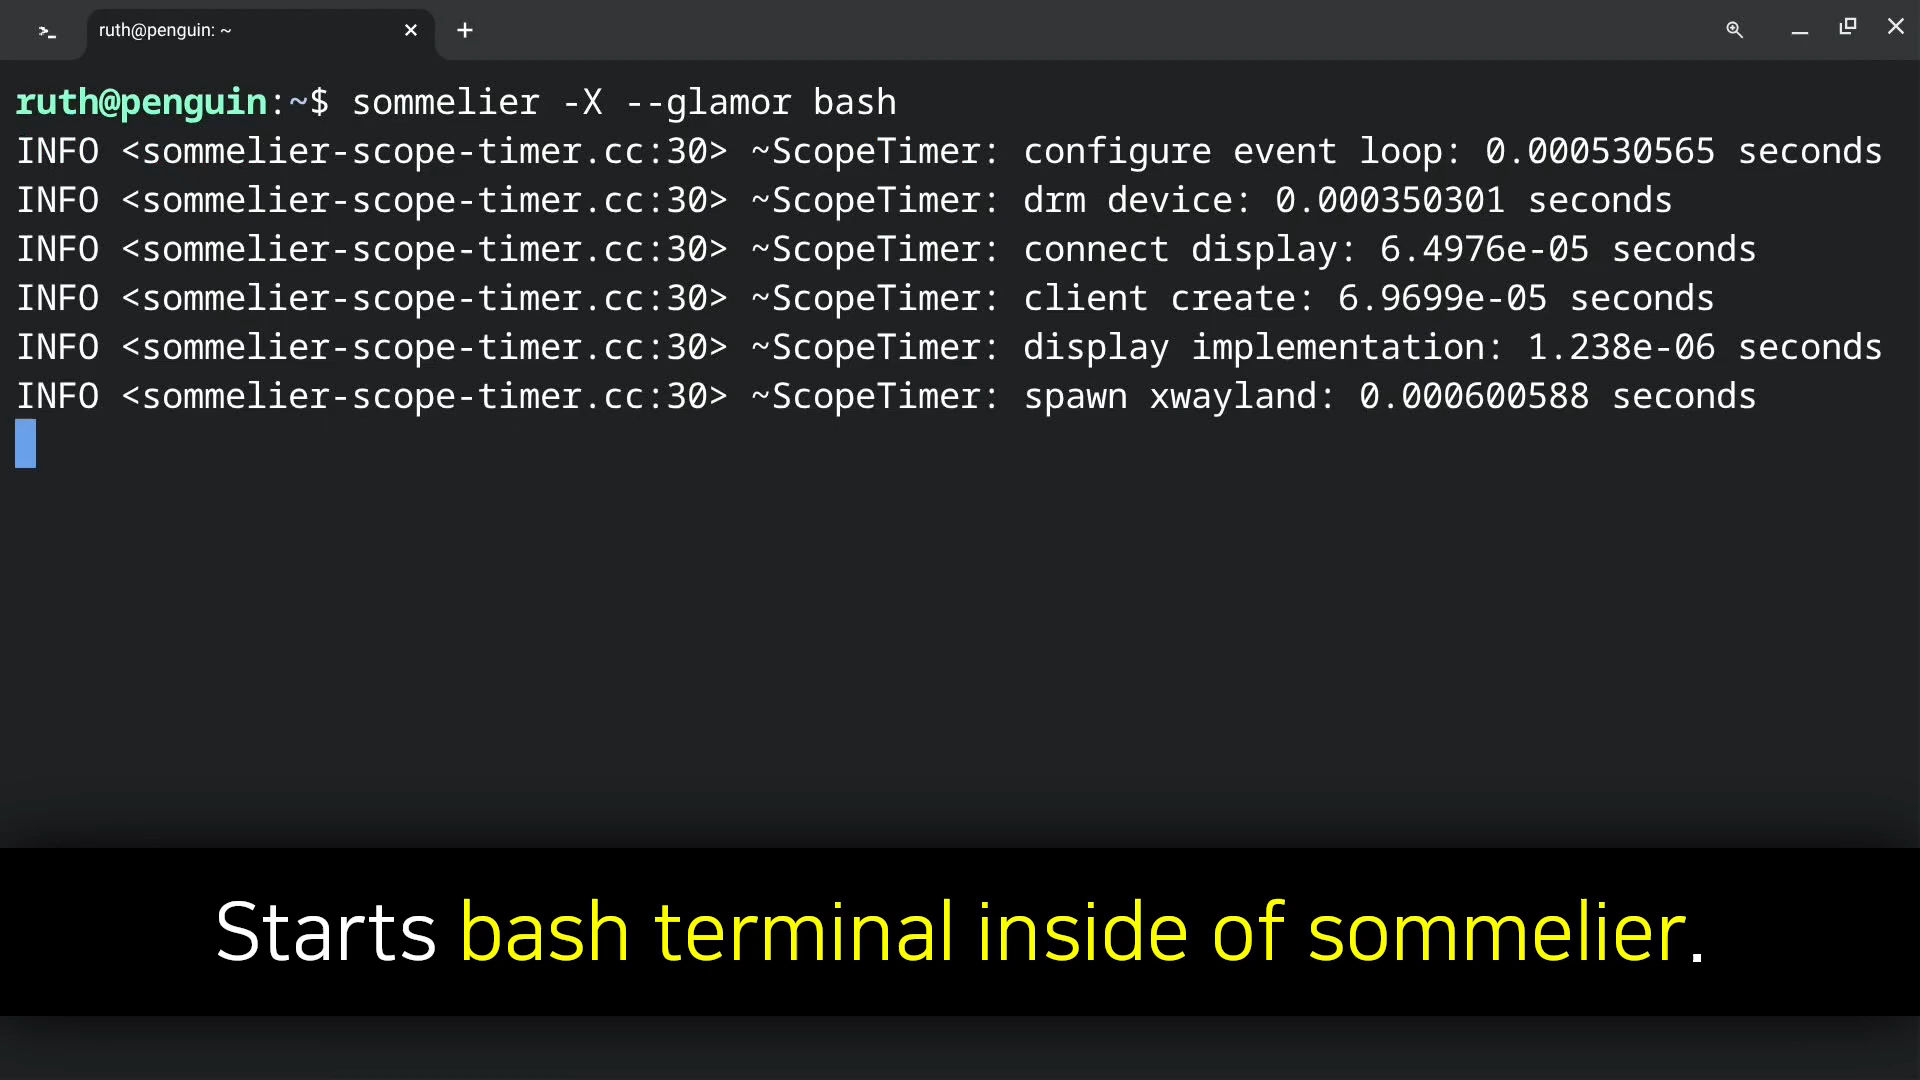 ruth@penguin: ~
ruth@penguin:~$ sommelier -X --glamor bash
INFO <sommelier-scope-timer.cc:30> ~ScopeTimer: configure event loop: 0.000530565 seconds
INFO <sommelier-scope-timer.cc:30> ~ScopeTimer: drm device: 0.000350301 seconds
INFO <sommelier-scope-timer.cc:30> ~ScopeTimer: connect display: 6.4976e-05 seconds
INFO <sommelier-scope-timer.cc:30> ~ScopeTimer: client create: 6.9699e-05 seconds
INFO <sommelier-scope-timer.cc:30> ~ScopeTimer: display implementation: 1.238e-06 seconds
INFO <sommelier-scope-timer.cc:30> ~ScopeTimer: spawn xwayland: 0.000600588 seconds
Starts bash terminal inside of sommelier.